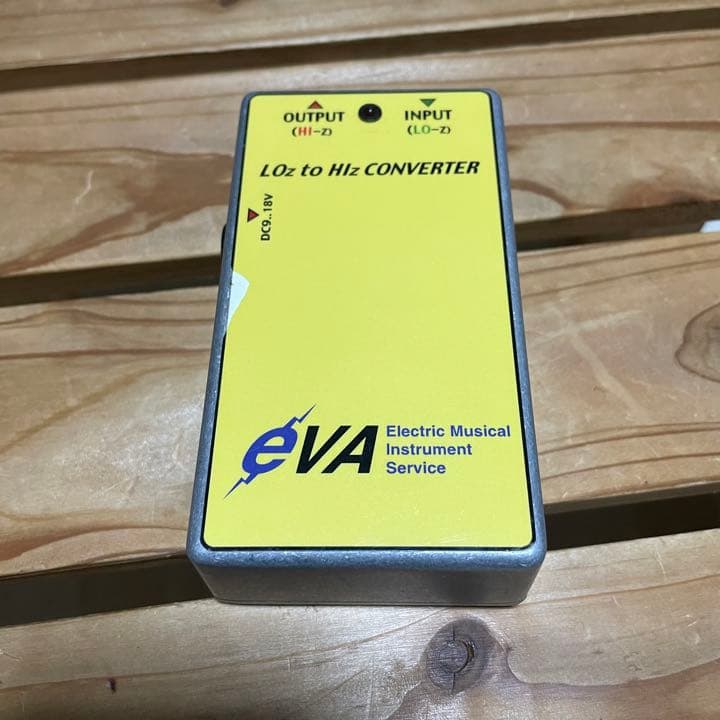 OUTPUT INPUT
(HI-Z) (LO-Z)
LOz to HIz CONVERTER
DC9..18V
eVA
Electric Musical
Instrument
Service